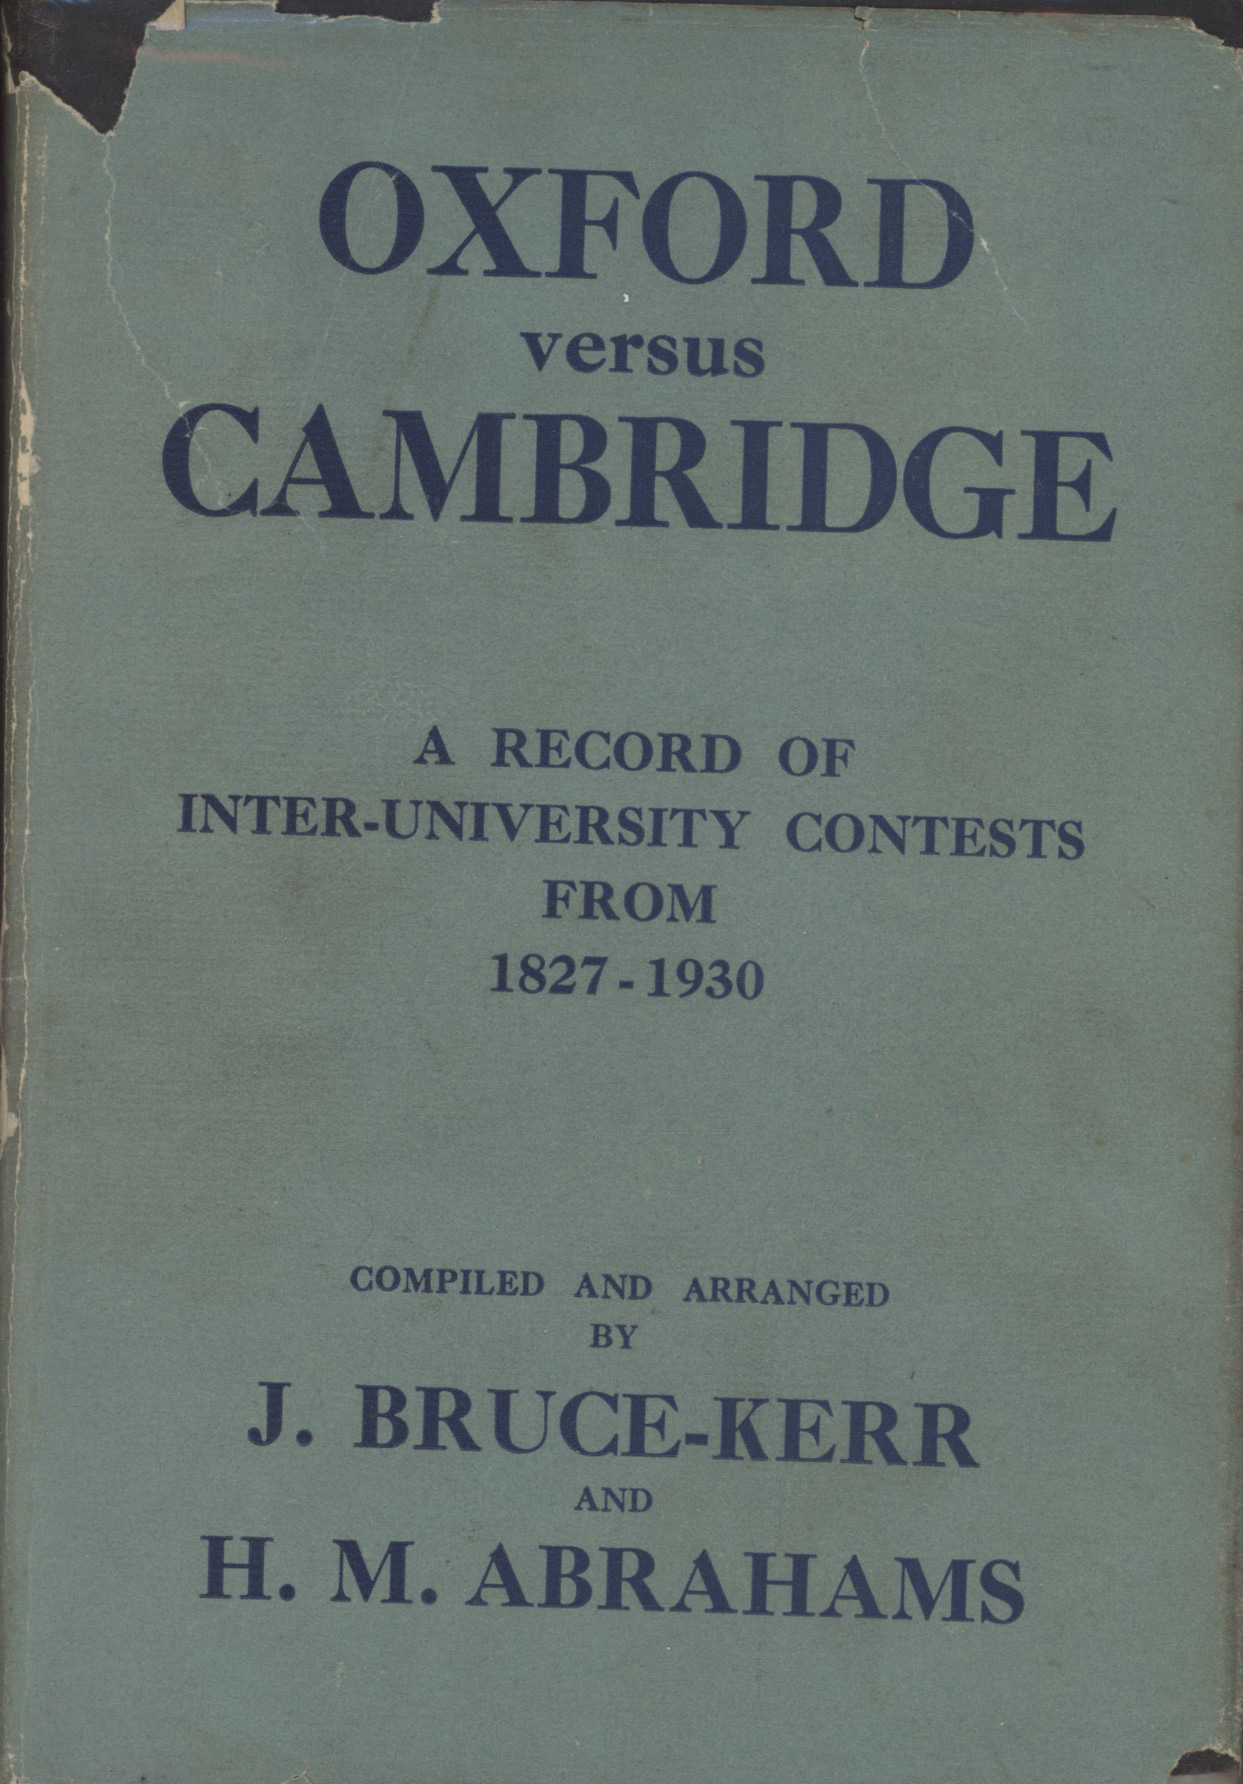 OXFORD
versus
CAMBRIDGE
A RECORD OF
INTER-UNIVERSITY CONTESTS
FROM
1827-1930
COMPILED AND ARRANGED
BY
J. BRUCE-KERR
AND
H. M. ABRAHAMS